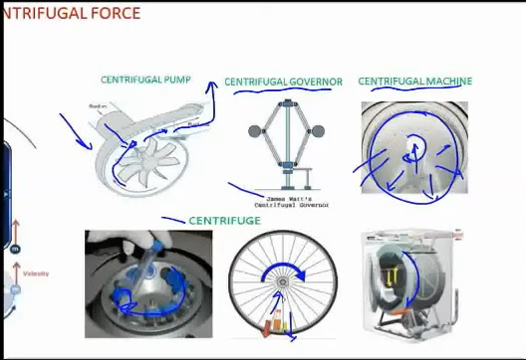 NTRIFUGAL FORCE
CENTRIFUGAL PUMP
CENTRIFUGAL GOVERNOR
CENTRIFUGAL MACHINE
James Watt's
Centrifugal Governor
CENTRIFUGE
m
Velocity
m